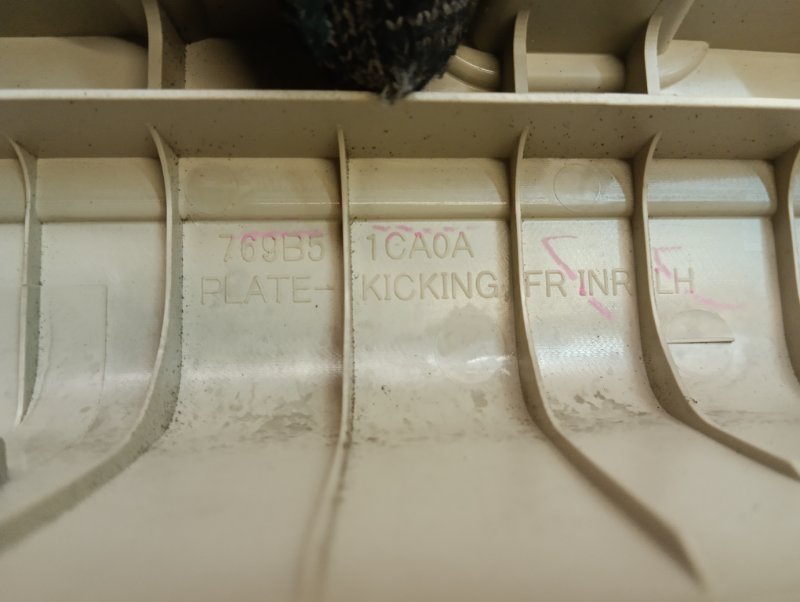 769B5 1CA0A
PLATE-KICKING, FR INR LH